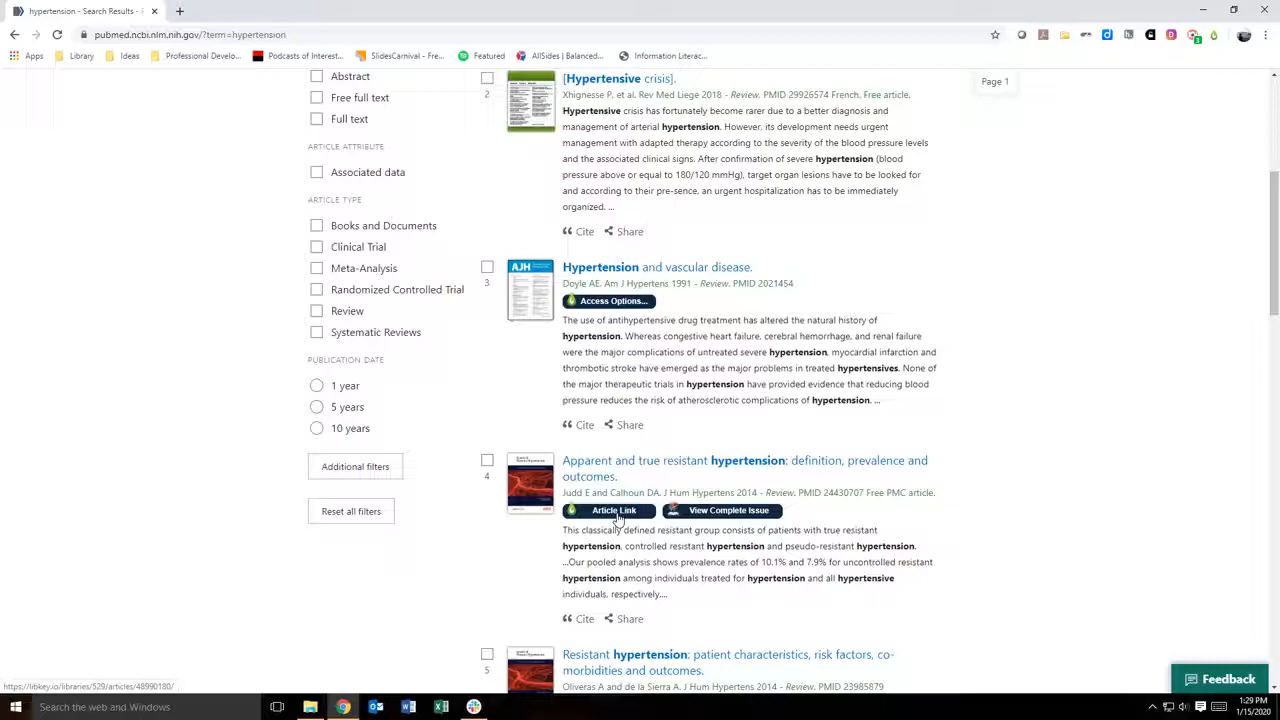 hypertension - Search Results - P
pubmed.ncbi.nlm.nih.gov/?term=hypertension
Apps
Library
Ideas
Professional Develo...
Podcasts of Interest...
SlidesCarnival - Fre...
Featured
AllSides | Balanced...
Information Literac...
Abstract
Free full text
Full text
ARTICLE ATTRIBUTE
Associated data
ARTICLE TYPE
Books and Documents
Clinical Trial
Meta-Analysis
Randomized Controlled Trial
Review
Systematic Reviews
PUBLICATION DATE
1 year
5 years
10 years
Additional filters
Reset all filters
Page 1
2
[Hypertensive crisis].
Xhignesse P, et al. Rev Med Liege 2018 - Review. PMID French. Free article.
Hypertensive crisis has fortunately become rarer due to a better diagnosis and
management of arterial hypertension. However, its development needs urgent
management with adapted therapy according to the severity of the blood pressure levels
and the associated clinical signs. After confirmation of severe hypertension (blood
pressure above or equal to 180/120 mmHg), target organ lesions have to be looked for
and according to their pre-sence, an urgent hospitalization has to be immediately
organized. ...
Cite Share
3
AJH
Hypertension and vascular disease.
Doyle AE. Am J Hypertens 1991 - Review. PMID
Access Options...
The use of antihypertensive drug treatment has altered the natural history of
hypertension. Whereas congestive heart failure, cerebral hemorrhage, and renal failure
were the major complications of untreated severe hypertension, myocardial infarction and
thrombotic stroke have emerged as the major problems in treated hypertensives. None of
the major therapeutic trials in hypertension have provided evidence that reducing blood
pressure reduces the risk of atherosclerotic complications of hypertension. ...
Cite Share
4
Apparent and true resistant hypertension: definition, prevalence and
outcomes.
Judd E and Calhoun DA. J Hum Hypertens 2014 - Review. PMID 24430707 Free PMC article.
Article Link
View Complete Issue
This classically defined resistant group consists of patients with true resistant
hypertension, controlled resistant hypertension and pseudo-resistant hypertension.
...Our pooled analysis shows prevalence rates of 10.1% and 7.9% for uncontrolled resistant
hypertension among individuals treated for hypertension and all hypertensive
individuals, respectively....
Cite Share
5
Resistant hypertension: patient characteristics, risk factors, co-
morbidities and outcomes.
Oliveras A and de la Sierra A. J Hum Hypertens 2014 - Review. PMID 23985879
Feedback
https://libkey.io/libraries/529/articles/48990180/
Search the web and Windows
1:29 PM
1/15/2020